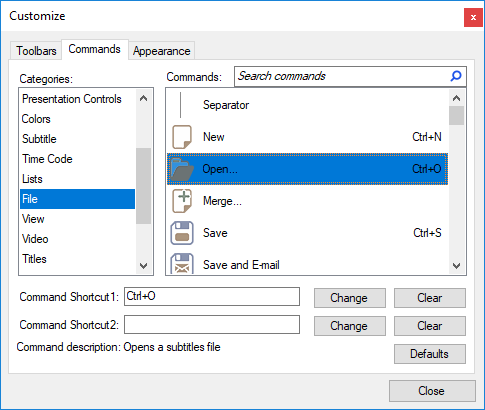 Customize
Toolbars Commands Appearance
Categories: Commands: Search commands
Presentation Controls
Colors
Subtitle
Time Code
Lists
File
View
Video
Titles
Separator
New Ctrl+N
Open... Ctrl+O
Merge...
Save Ctrl+S
Save and E-mail
Command Shortcut1: Ctrl+O Change Clear
Command Shortcut2: Change Clear
Command description: Opens a subtitles file
Defaults
Close